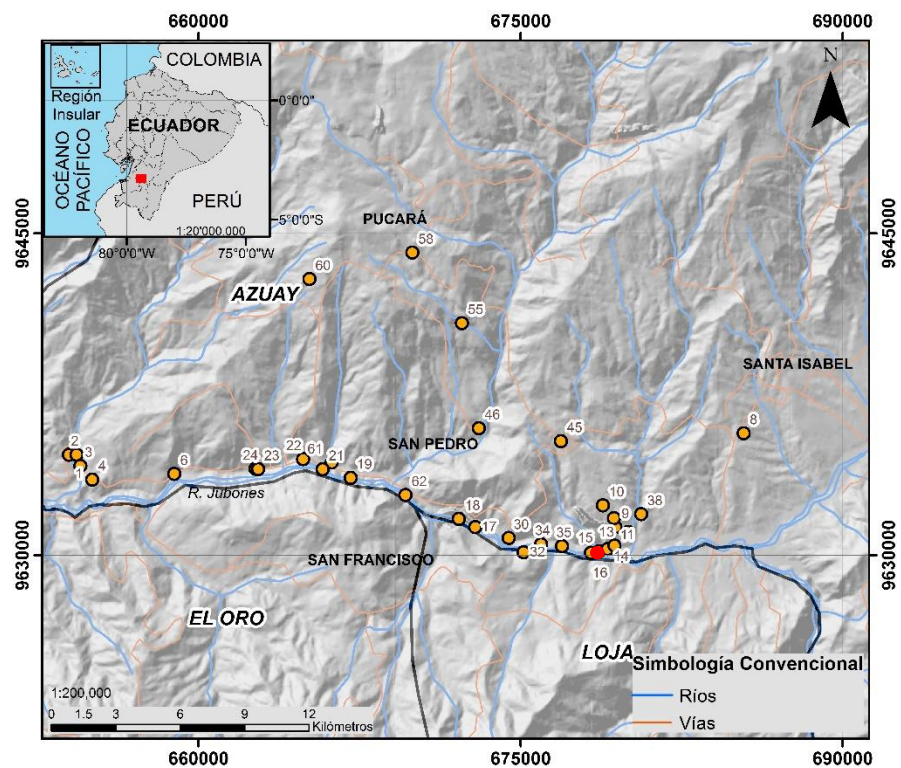 660000 675000 690000
COLOMBIA
N
Región
Insular
0°0'0"
ECUADOR
OCÉANO
PACÍFICO
PERÚ
5°0'0"S
1:20'000.000
80°0'0"W 75°0'0"W
PUCARÁ
58
9645000 9645000
60
AZUAY
55
SANTA ISABEL
8
46
45
SAN PEDRO
2
3
1
4
6
24 23
22 61 21
19
R. Jubones
62
10
9
38
18
17
30
34
32
35
15
13
11
14
16
9630000 9630000
SAN FRANCISCO
EL ORO
LOJA
Simbología Convencional
Ríos
Vías
1:200,000
0 1.5 3 6 9 12
Kilómetros
660000 675000 690000